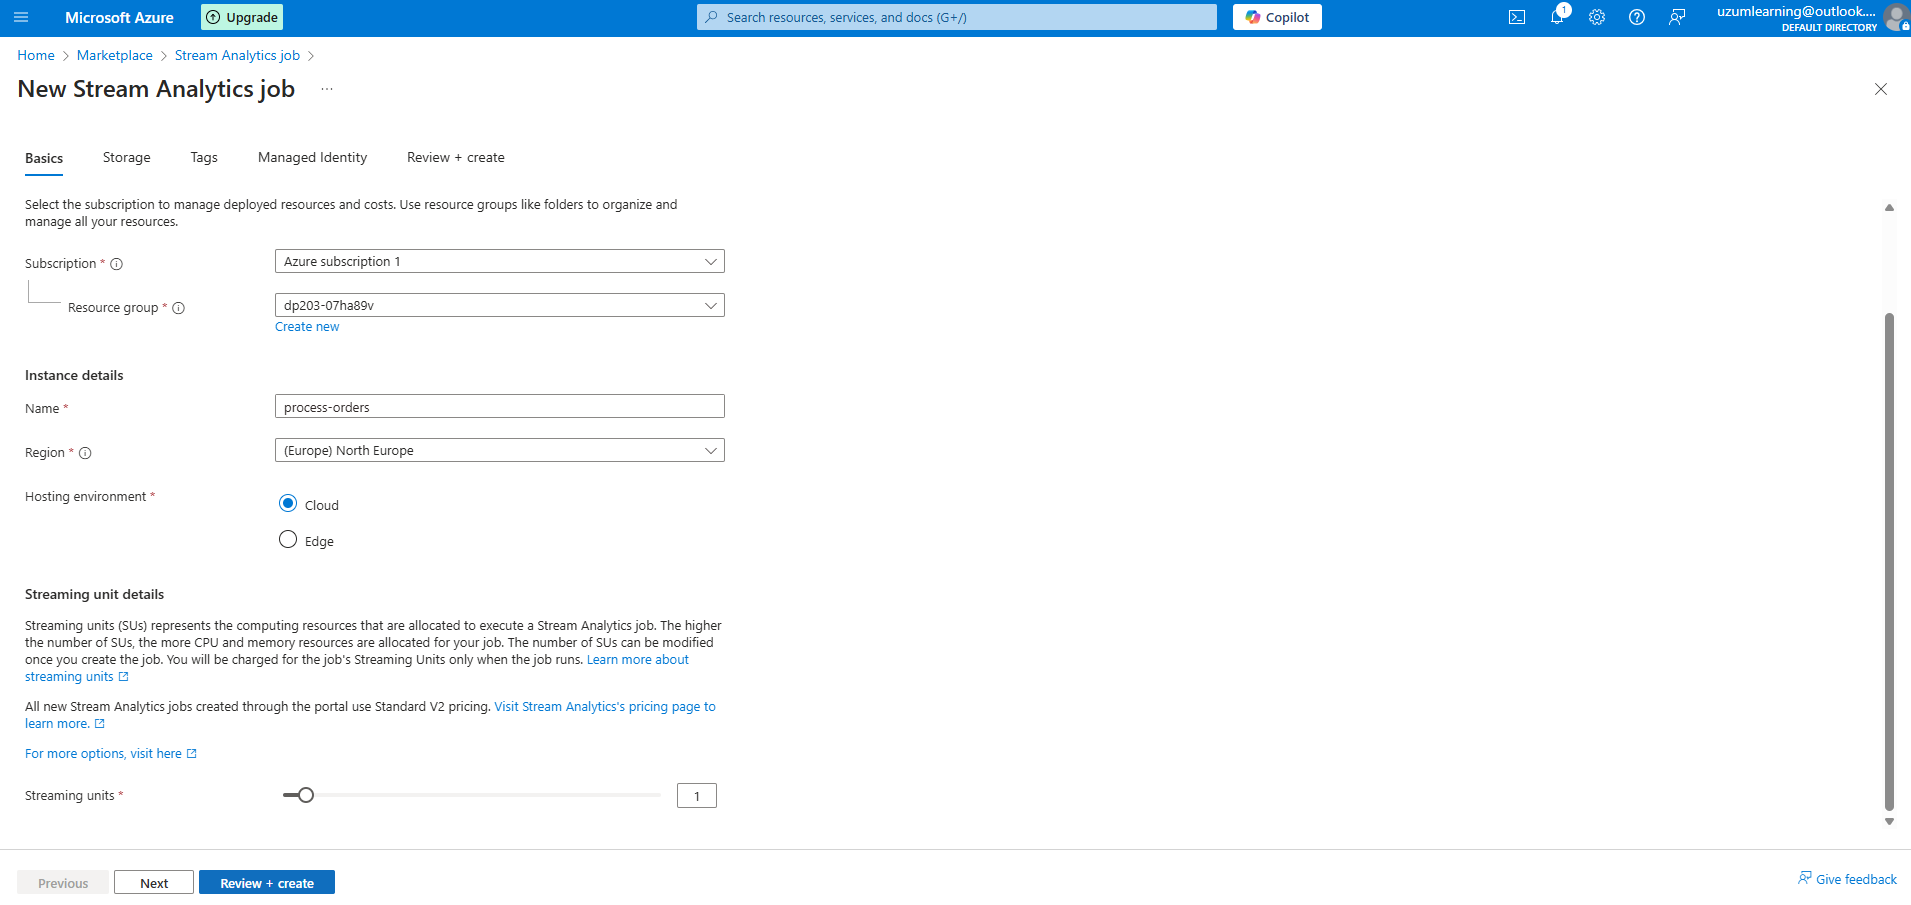 Microsoft Azure
Upgrade
Search resources, services, and docs (G+/)
Copilot
1
uzumlearning@outlook....
DEFAULT DIRECTORY
Home > Marketplace > Stream Analytics job >
New Stream Analytics job ...
Basics
Storage
Tags
Managed Identity
Review + create
Select the subscription to manage deployed resources and costs. Use resource groups like folders to organize and
manage all your resources.
Subscription *
Azure subscription 1
Resource group *
dp203-07ha89v
Create new
Instance details
Name *
process-orders
Region *
(Europe) North Europe
Hosting environment *
Cloud
Edge
Streaming unit details
Streaming units (SUs) represents the computing resources that are allocated to execute a Stream Analytics job. The higher
the number of SUs, the more CPU and memory resources are allocated for your job. The number of SUs can be modified
once you create the job. You will be charged for the job's Streaming Units only when the job runs. Learn more about
streaming units
All new Stream Analytics jobs created through the portal use Standard V2 pricing. Visit Stream Analytics's pricing page to
learn more.
For more options, visit here
Streaming units *
1
Previous
Next
Review + create
Give feedback